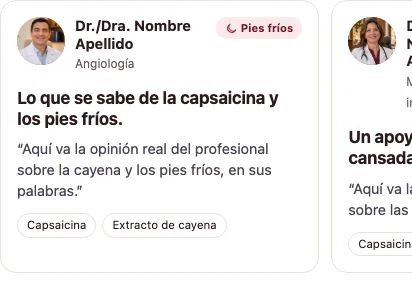 Dr./Dra. Nombre
Apellido
Pies fríos
Angiología
Lo que se sabe de la capsaicina y
los pies fríos.
“Aquí va la opinión real del profesional
sobre la cayena y los pies fríos, en sus
palabras.”
Capsaicina
Extracto de cayena
Un apoy
cansada
“Aquí va la
sobre las
Capsaicin